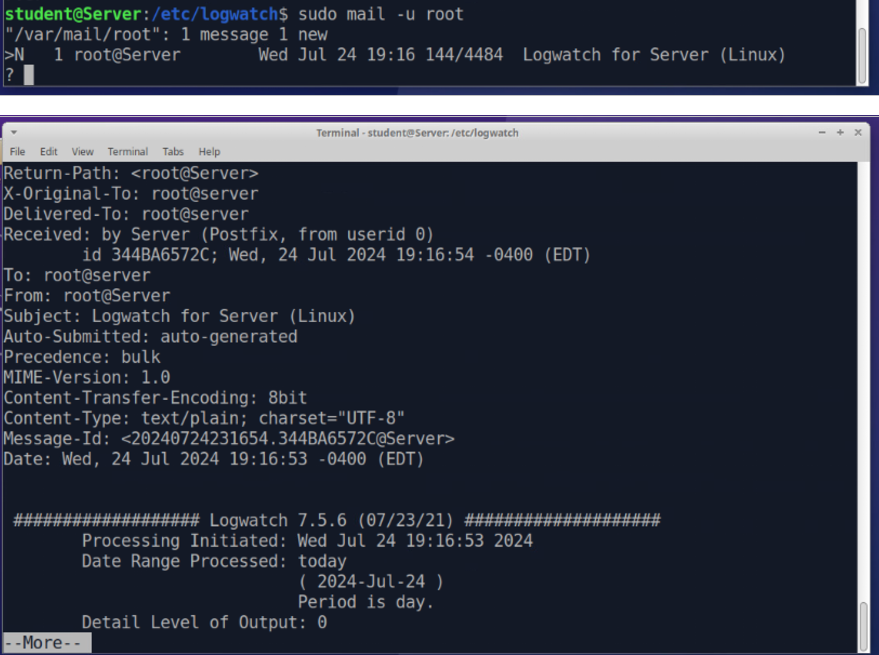 student@Server:/etc/logwatch$ sudo mail -u root
"/var/mail/root": 1 message 1 new
>N   1 root@Server        Wed Jul 24 19:16 144/4484  Logwatch for Server (Linux)
?
Terminal - student@Server: /etc/logwatch
File Edit View Terminal Tabs Help
Return-Path: <root@Server>
X-Original-To: root@server
Delivered-To: root@server
Received: by Server (Postfix, from userid 0)
        id 344BA6572C; Wed, 24 Jul 2024 19:16:54 -0400 (EDT)
To: root@server
From: root@Server
Subject: Logwatch for Server (Linux)
Auto-Submitted: auto-generated
Precedence: bulk
MIME-Version: 1.0
Content-Transfer-Encoding: 8bit
Content-Type: text/plain; charset="UTF-8"
Message-Id: <20240724231654.344BA6572C@Server>
Date: Wed, 24 Jul 2024 19:16:53 -0400 (EDT)
################### Logwatch 7.5.6 (07/23/21) ####################
        Processing Initiated: Wed Jul 24 19:16:53 2024
        Date Range Processed: today
                              ( 2024-Jul-24 )
                              Period is day.
        Detail Level of Output: 0
--More--